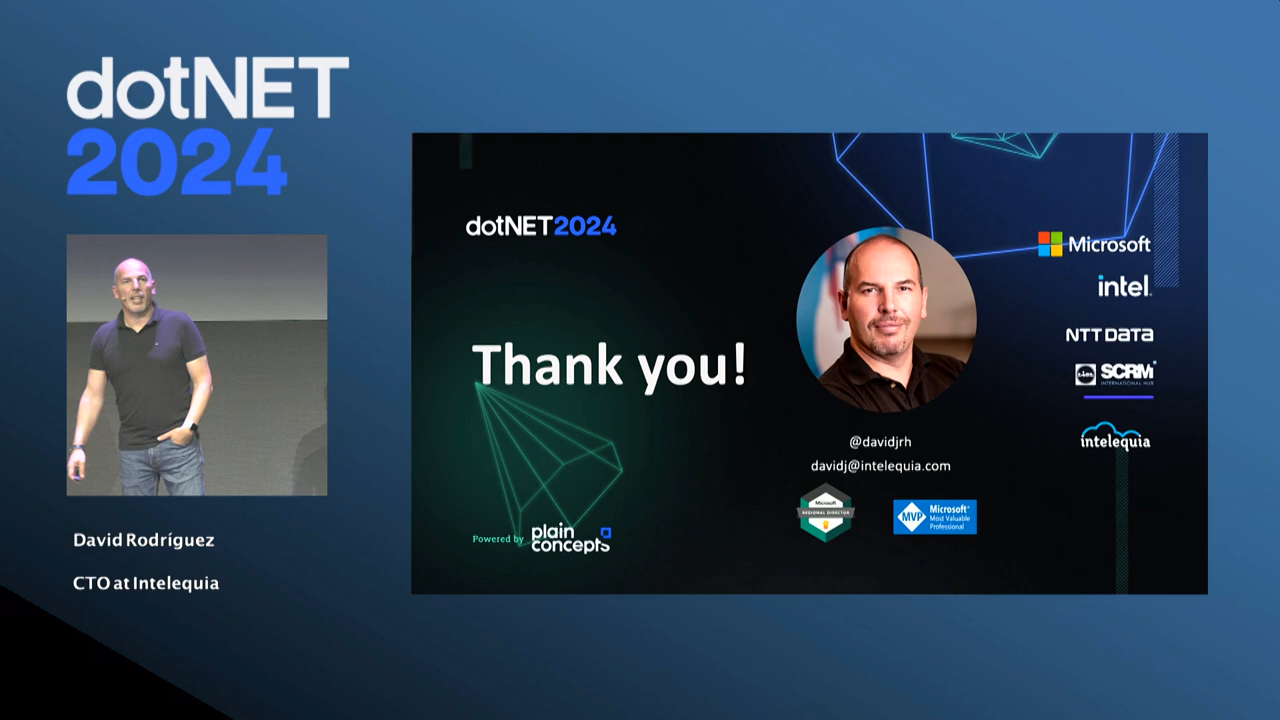 dotNET
2024
David Rodríguez
CTO at Intelequia
dotNET2024
Thank you!
Powered by plain concepts
@davidjrh
davidj@intelequia.com
Microsoft
REGIONAL DIRECTOR
MVP
Microsoft®
Most Valuable
Professional
Microsoft
intel.
NTT DATA
LIDL
SCRM
INTERNATIONAL HUB
intelequia